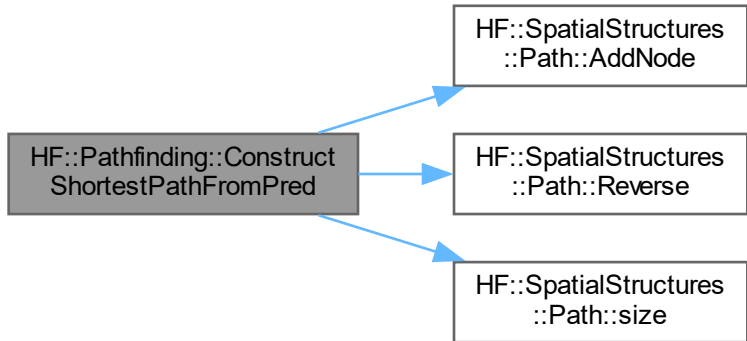 HF::SpatialStructures
::Path::AddNode
HF::Pathfinding::Construct
ShortestPathFromPred
HF::SpatialStructures
::Path::Reverse
HF::SpatialStructures
::Path::size